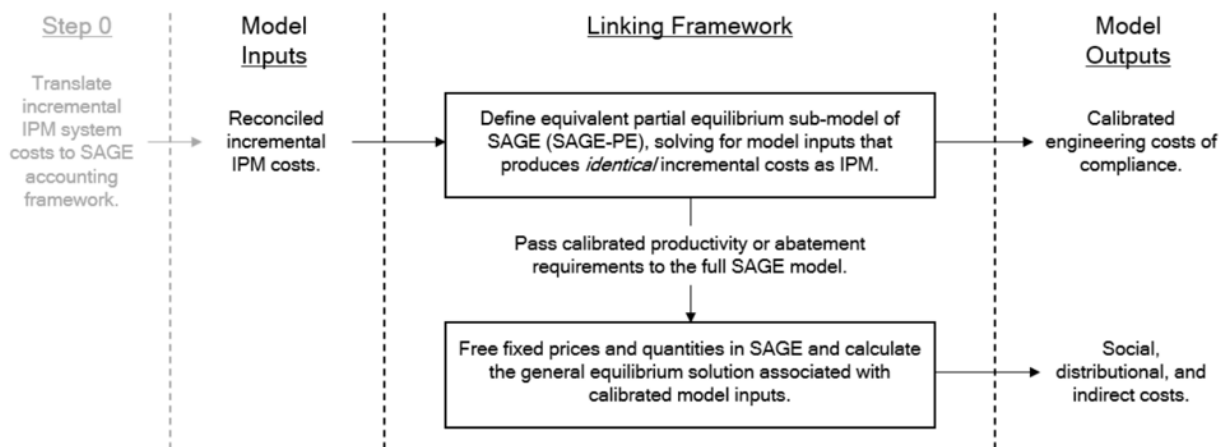 Step 0
Translate
incremental
IPM system
costs to SAGE
accounting
framework.
Model
Inputs
Reconciled
incremental
IPM costs.
Linking Framework
Define equivalent partial equilibrium sub-model of
SAGE (SAGE-PE), solving for model inputs that
produces identical incremental costs as IPM.
Pass calibrated productivity or abatement
requirements to the full SAGE model.
Free fixed prices and quantities in SAGE and calculate
the general equilibrium solution associated with
calibrated model inputs.
Model
Outputs
Calibrated
engineering costs of
compliance.
Social,
distributional, and
indirect costs.